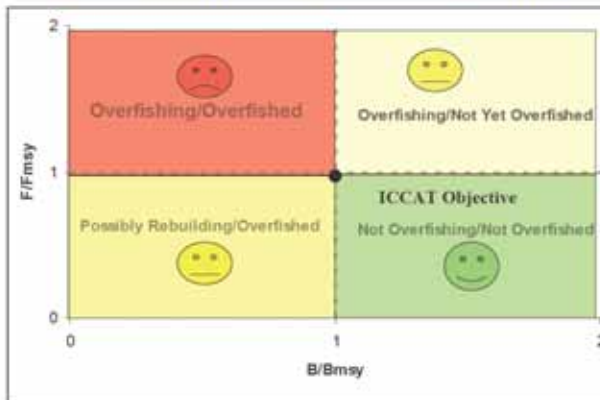 2
Overfishing/Overfished
Overfishing/Not Yet Overfished
F/Fmsy
1
ICCAT Objective
Possibly Rebuilding/Overfished
Not Overfishing/Not Overfished
0
0
1
2
B/Bmsy